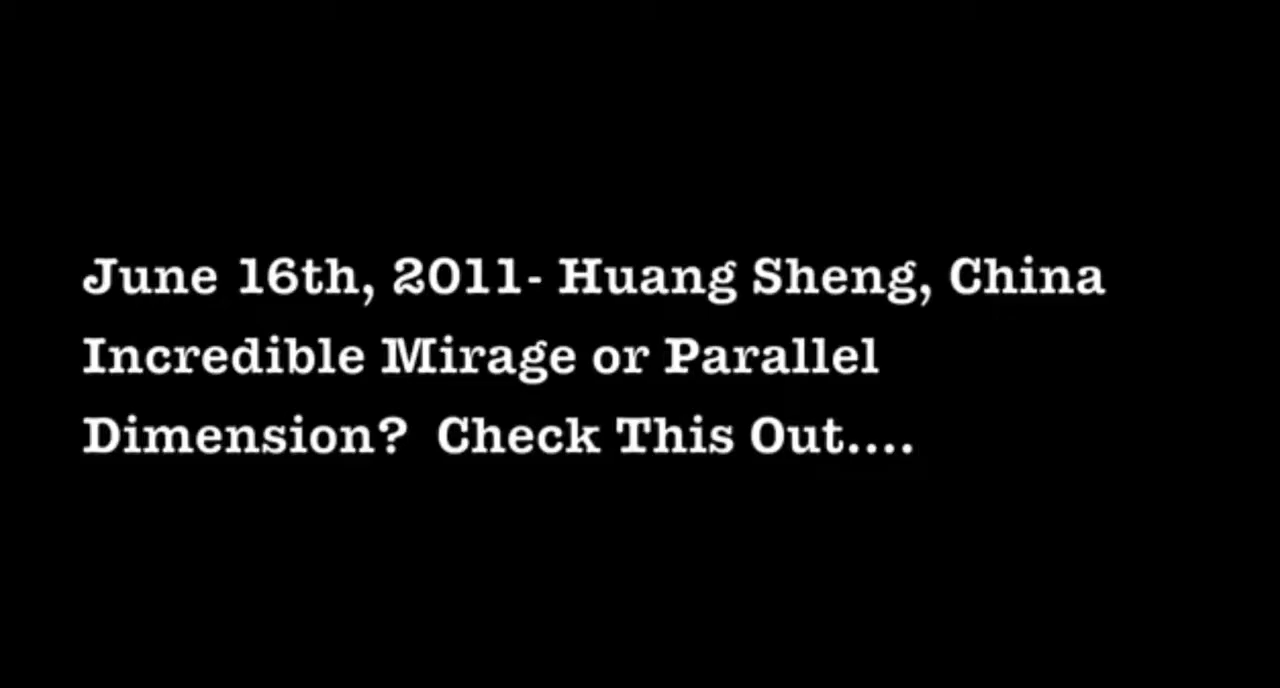 June 16th, 2011- Huang Sheng, China
Incredible Mirage or Parallel
Dimension?  Check This Out....